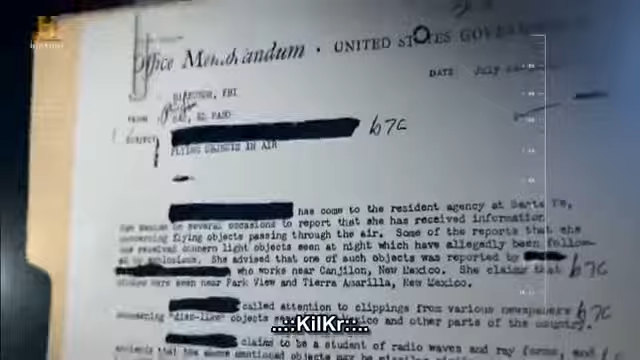 HISTORY
Office Memorandum • UNITED STATES
DATE: July
DIRECTOR, FBI
FROM SAC, EL PASO
SUBJECT b7C
FLYING OBJECTS IN AIR
has come to the resident agency at Santa Fe,
New Mexico on several occasions to report that she has received information
concerning flying objects passing through the air. Some of the reports that she
has received concern light objects seen at night which have allegedly been follow-
ed by explosions. She advised that one of such objects was reported by
who works near Canjilon, New Mexico. She claims that b7C
were seen near Park View and Tierra Amarilla, New Mexico.
called attention to clippings from various newspapers b7C
concerning "disc-like" objects and other parts of the country.
..::KilKr::..
claims to be a student of radio waves and ray forms, and